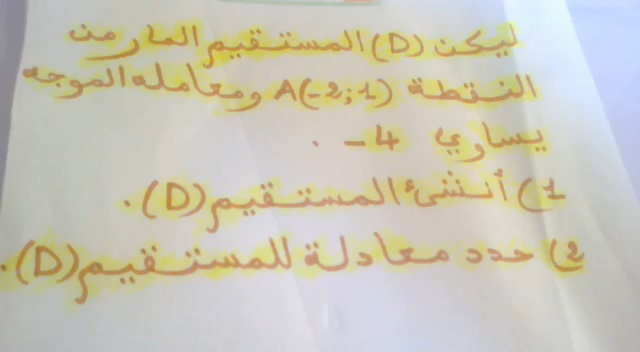 ليكن (D) المستقيم المار من
النقطة A(-2;1) ومعامله الموجه
يساوي 4- .
1) أنشئ المستقيم (D).
2) حدد معادلة للمستقيم (D).